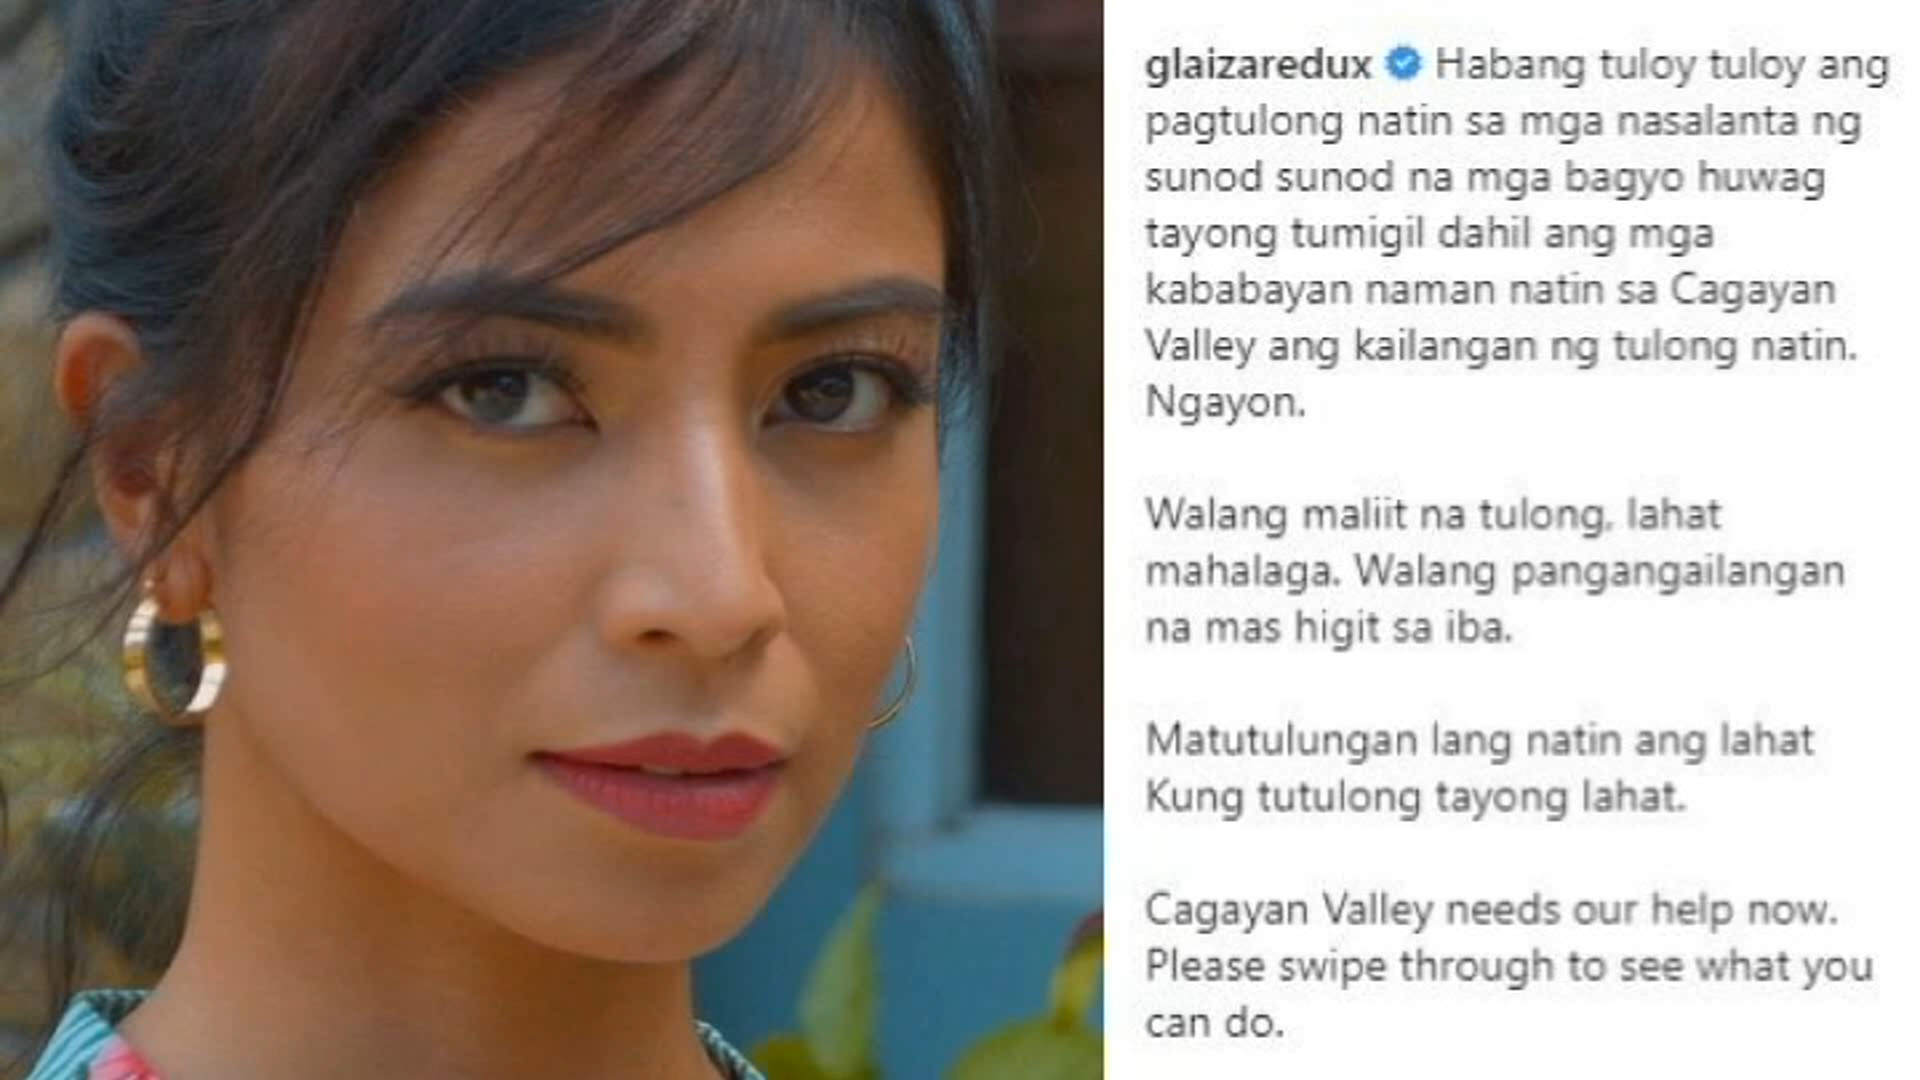 glaizaredux Habang tuloy tuloy ang
pagtulong natin sa mga nasalanta ng
sunod sunod na mga bagyo huwag
tayong tumigil dahil ang mga
kababayan naman natin sa Cagayan
Valley ang kailangan ng tulong natin.
Ngayon.
Walang maliit na tulong, lahat
mahalaga. Walang pangangailangan
na mas higit sa iba.
Matutulungan lang natin ang lahat
Kung tutulong tayong lahat.
Cagayan Valley needs our help now.
Please swipe through to see what you
can do.